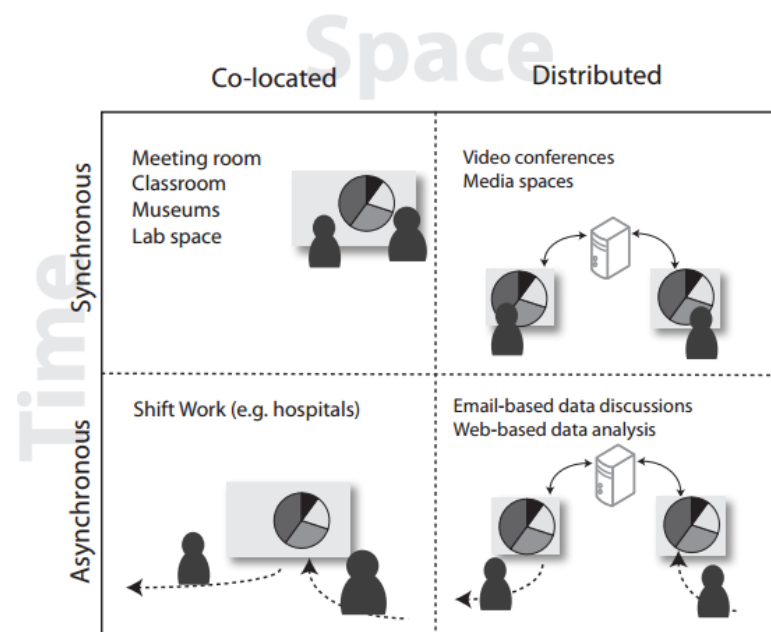 Space
Co-located
Distributed
Time
Synchronous
Meeting room
Classroom
Museums
Lab space
Video conferences
Media spaces
Asynchronous
Shift Work (e.g. hospitals)
Email-based data discussions
Web-based data analysis